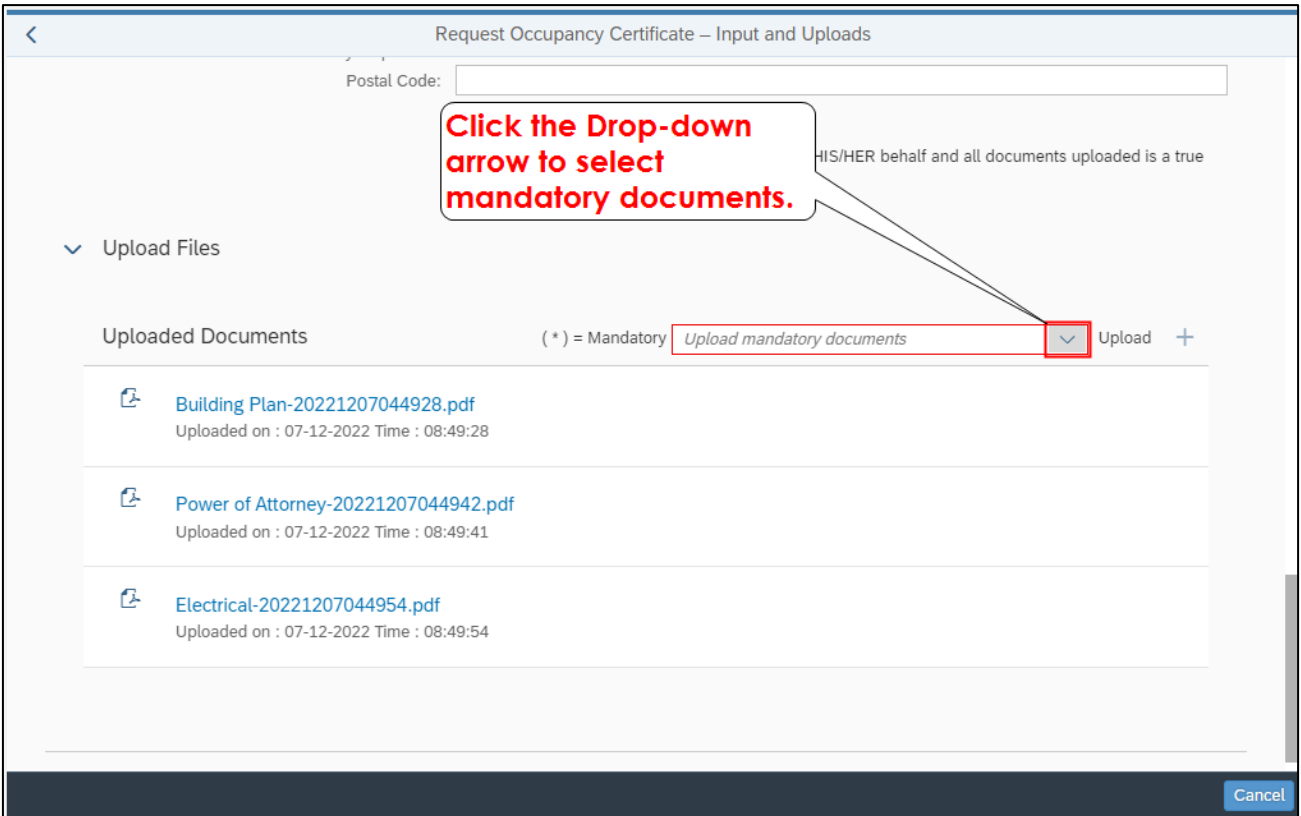 Request Occupancy Certificate – Input and Uploads
Postal Code:
Click the Drop-down
arrow to select
mandatory documents.
HIS/HER behalf and all documents uploaded is a true
Upload Files
Uploaded Documents
( * ) = Mandatory Upload mandatory documents Upload +
Building Plan-20221207044928.pdf
Uploaded on : 07-12-2022 Time : 08:49:28
Power of Attorney-20221207044942.pdf
Uploaded on : 07-12-2022 Time : 08:49:41
Electrical-20221207044954.pdf
Uploaded on : 07-12-2022 Time : 08:49:54
Cancel